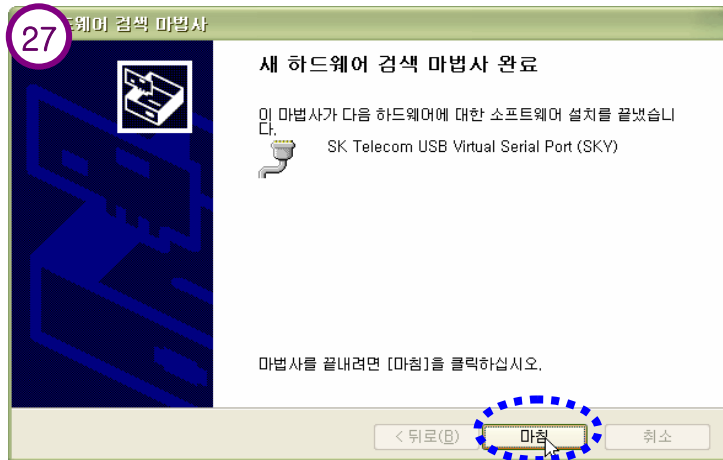 27
드웨어 검색 마법사
새 하드웨어 검색 마법사 완료
이 마법사가 다음 하드웨어에 대한 소프트웨어 설치를 끝냈습니
다.
SK Telecom USB Virtual Serial Port (SKY)
마법사를 끝내려면 [마침]을 클릭하십시오.
< 뒤로(B)
마침
취소